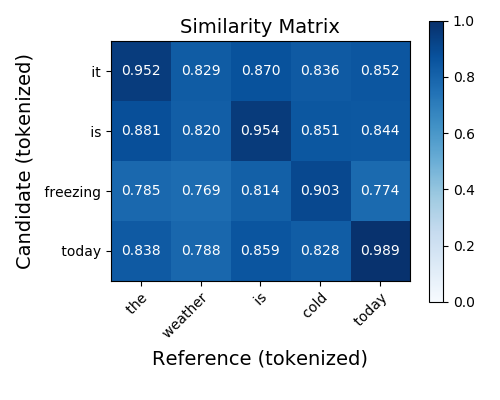 Similarity Matrix
Candidate (tokenized)
it 0.952 0.829 0.870 0.836 0.852
is 0.881 0.820 0.954 0.851 0.844
freezing 0.785 0.769 0.814 0.903 0.774
today 0.838 0.788 0.859 0.828 0.989
the weather is cold today
Reference (tokenized)
1.0
0.8
0.6
0.4
0.2
0.0